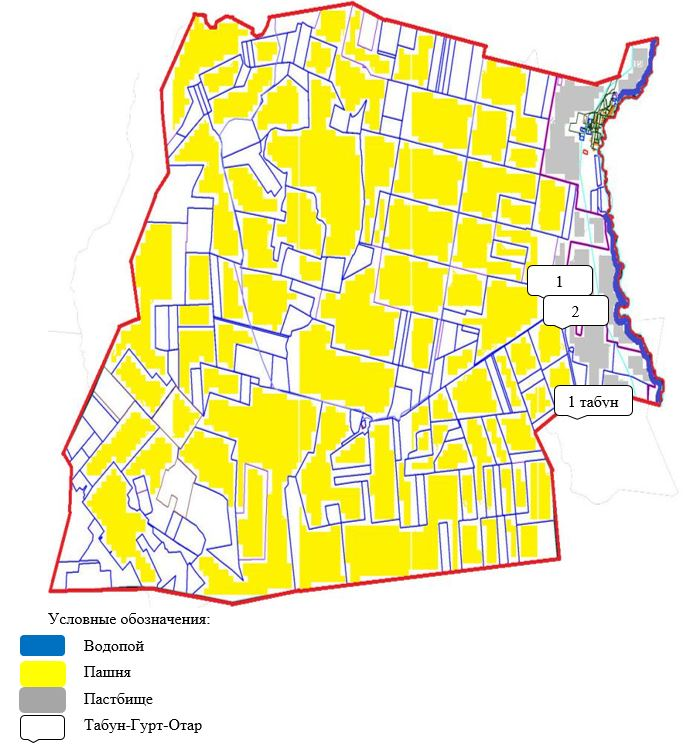 1
2
1 табун
Условные обозначения:
Водопой
Пашня
Пастбище
Табун-Гурт-Отар